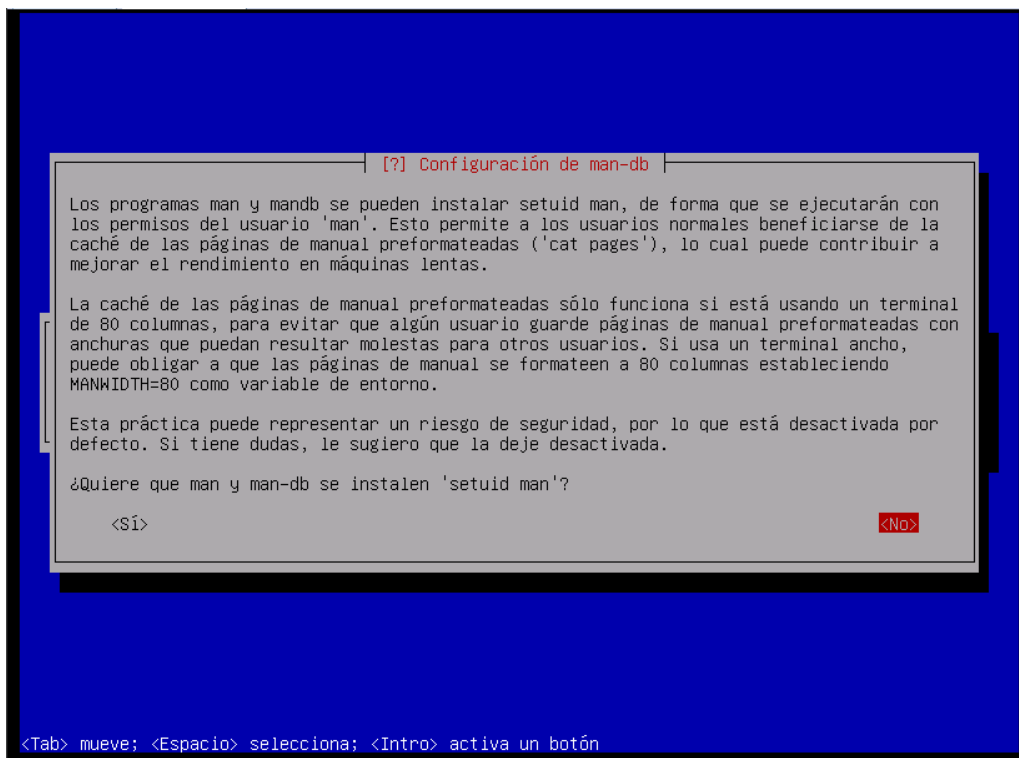 [?] Configuración de man-db
Los programas man y mandb se pueden instalar setuid man, de forma que se ejecutarán con
los permisos del usuario 'man'. Esto permite a los usuarios normales beneficiarse de la
caché de las páginas de manual preformateadas ('cat pages'), lo cual puede contribuir a
mejorar el rendimiento en máquinas lentas.
La caché de las páginas de manual preformateadas sólo funciona si está usando un terminal
de 80 columnas, para evitar que algún usuario guarde páginas de manual preformateadas con
anchuras que puedan resultar molestas para otros usuarios. Si usa un terminal ancho,
puede obligar a que las páginas de manual se formateen a 80 columnas estableciendo
MANWIDTH=80 como variable de entorno.
Esta práctica puede representar un riesgo de seguridad, por lo que está desactivada por
defecto. Si tiene dudas, le sugiero que la deje desactivada.
¿Quiere que man y man-db se instalen 'setuid man'?
<Sí> <No>
<Tab> mueve; <Espacio> selecciona; <Intro> activa un botón